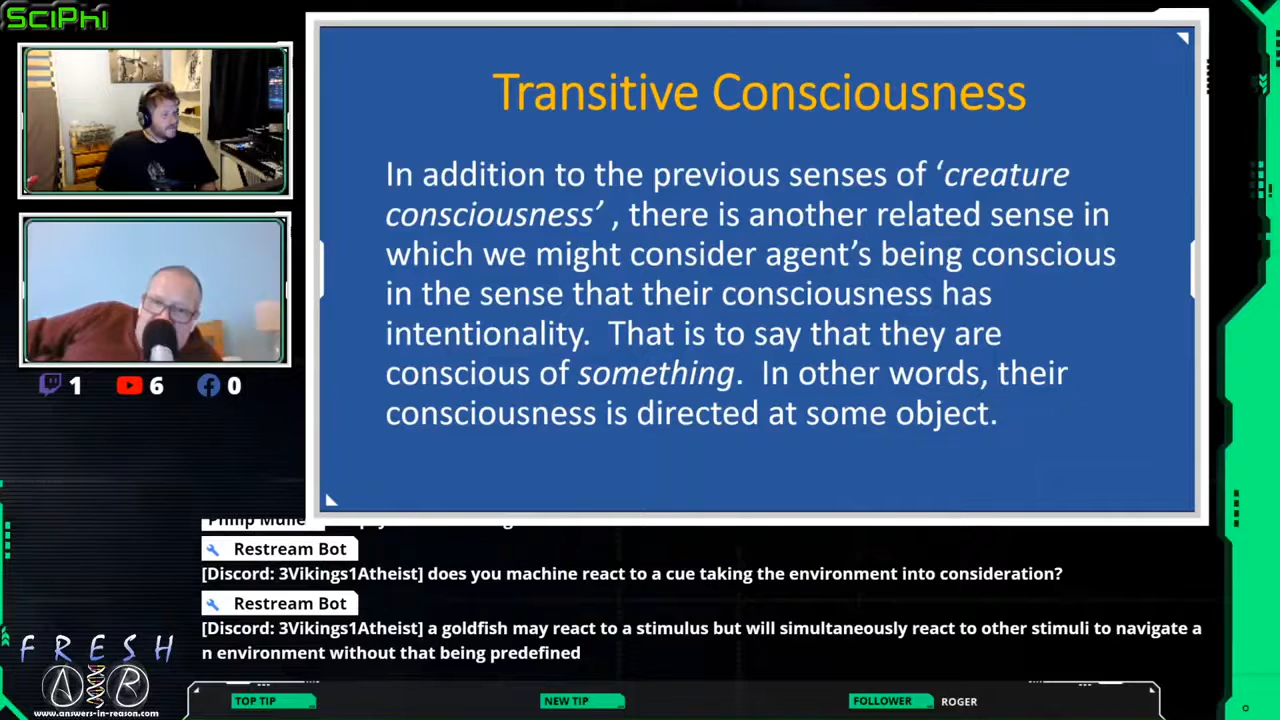 SCiPHi
Transitive Consciousness
In addition to the previous senses of ‘creature
consciousness’ , there is another related sense in
which we might consider agent’s being conscious
in the sense that their consciousness has
intentionality.  That is to say that they are
conscious of something.  In other words, their
consciousness is directed at some object.
1 6 0
Restream Bot
[Discord: 3Vikings1Atheist] does you machine react to a cue taking the environment into consideration?
Restream Bot
[Discord: 3Vikings1Atheist] a goldfish may react to a stimulus but will simultaneously react to other stimuli to navigate a
n environment without that being predefined
FRESH
A R
www.answers-in-reason.com
TOP TIP
NEW TIP
FOLLOWER ROGER